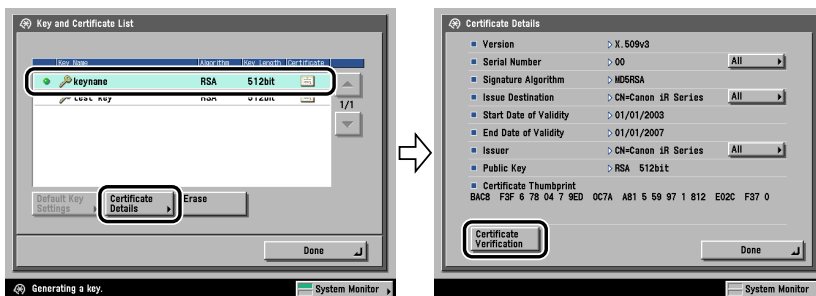 Key and Certificate List
Key Name Algorithm Key Length Certificate
keyname RSA 512bit
test key RSA 512bit
1/1
Default Key Settings
Certificate Details
Erase
Done
Generating a key.
System Monitor
Certificate Details
Version X.509v3
Serial Number 00 All
Signature Algorithm MD5RSA
Issue Destination CN=Canon iR Series All
Start Date of Validity 01/01/2003
End Date of Validity 01/01/2007
Issuer CN=Canon iR Series All
Public Key RSA 512bit
Certificate Thumbprint
BAC8 F3F 6 78 04 7 9ED 0C7A A81 5 59 97 1 812 E02C F37 0
Certificate Verification
Done
System Monitor